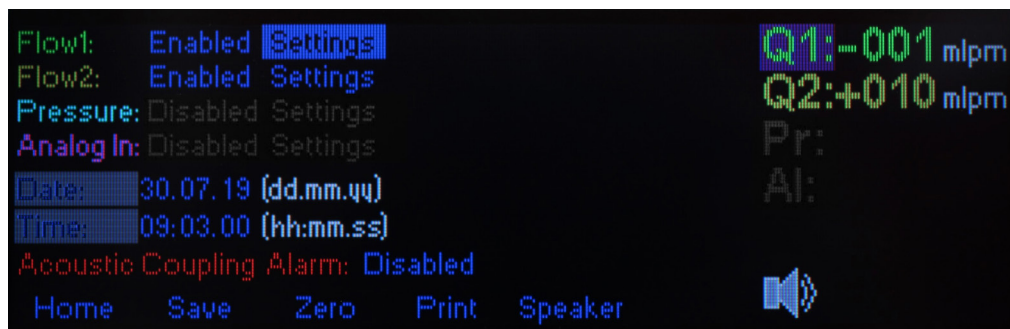 Flow1: Enabled Settings
Flow2: Enabled Settings
Pressure: Disabled Settings
Analog In: Disabled Settings
Date: 30.07.19 (dd.mm.yy)
Time: 09:03.00 (hh:mm.ss)
Acoustic Coupling Alarm: Disabled
Home Save Zero Print Speaker
Q1:-001 mlpm
Q2:+010 mlpm
Pr:
AI: